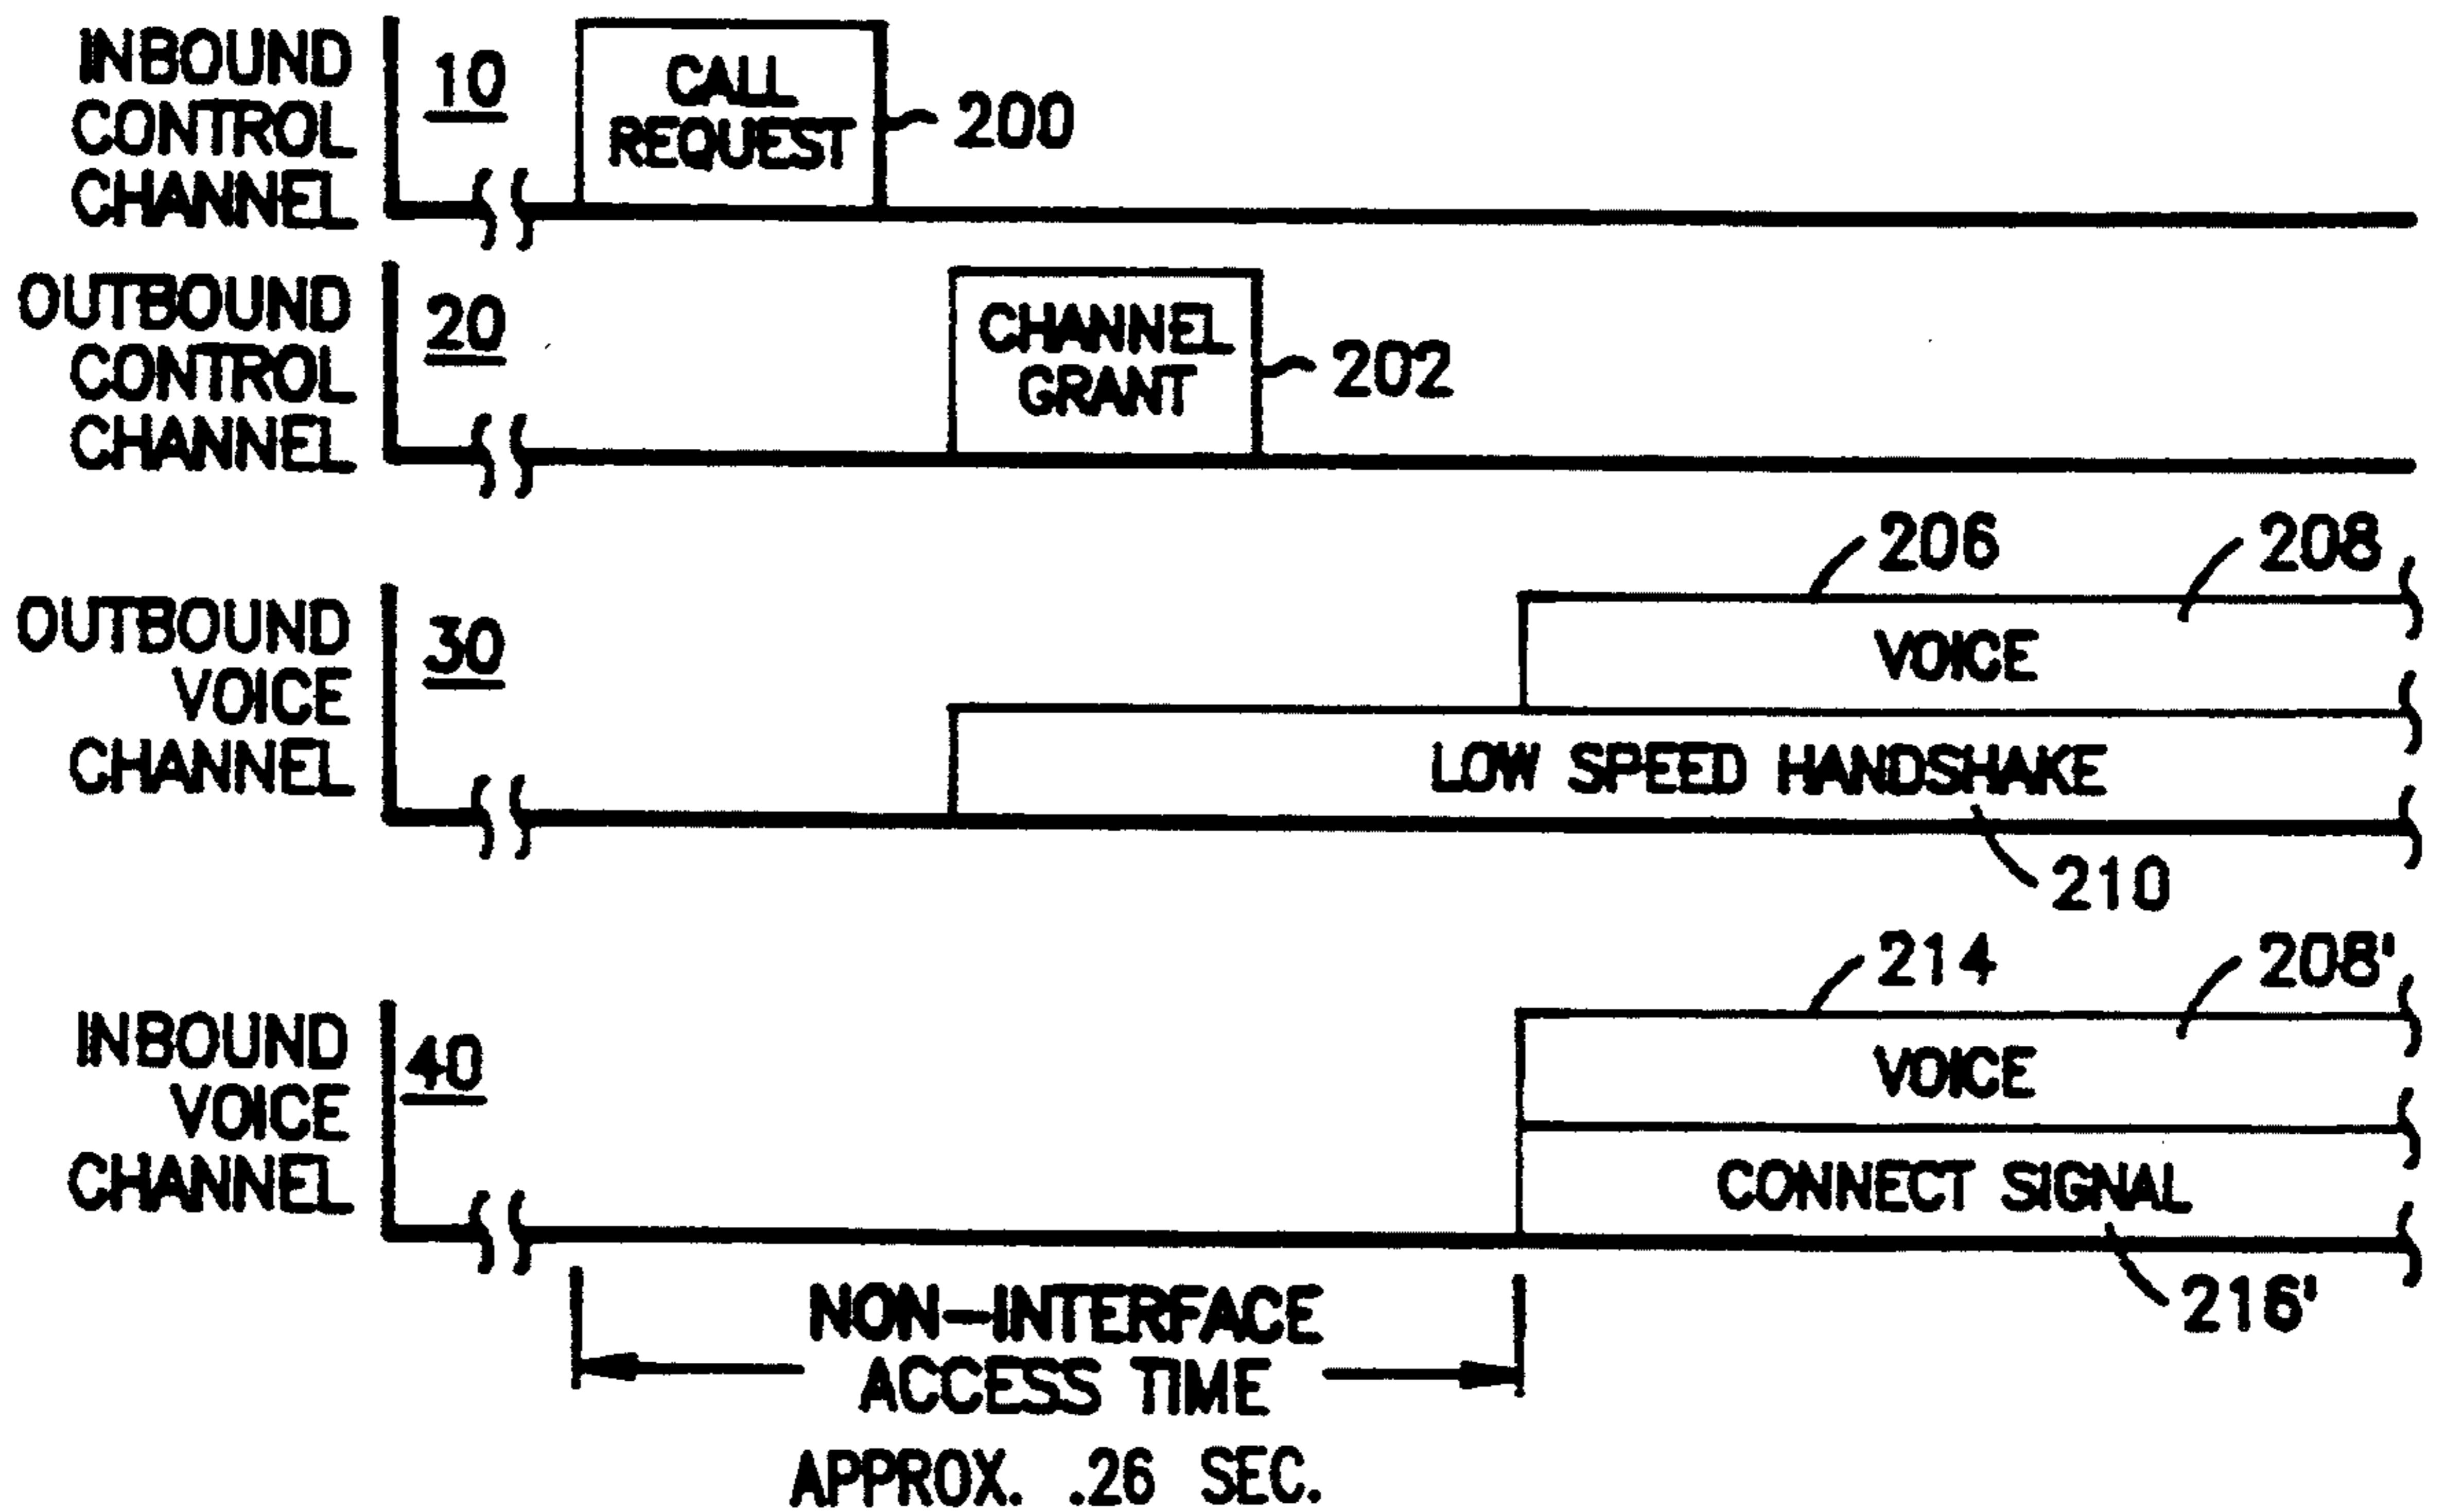 INBOUND
CONTROL
CHANNEL
10
CALL
REQUEST
200
OUTBOUND
CONTROL
CHANNEL
20
CHANNEL
GRANT
202
OUTBOUND
VOICE
CHANNEL
30
206
208
VOICE
LOW SPEED HANDSHAKE
210
INBOUND
VOICE
CHANNEL
40
214
208'
VOICE
CONNECT SIGNAL
216'
NON-INTERFACE
ACCESS TIME
APPROX. .26 SEC.